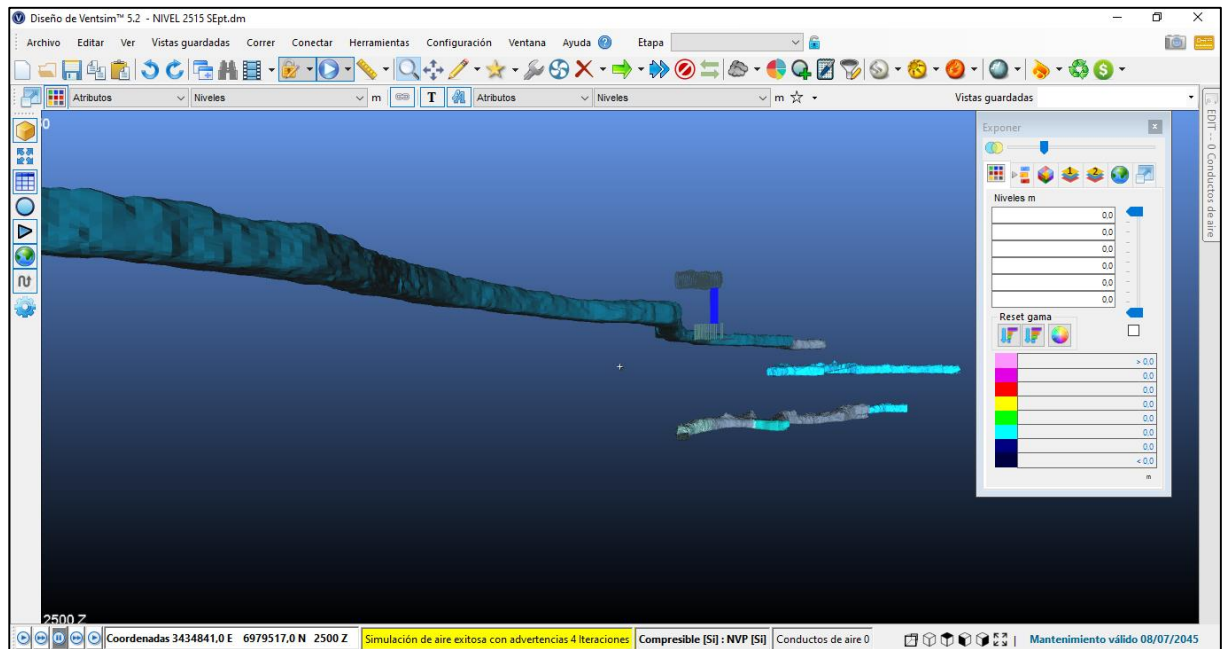 Diseño de Ventsim™ 5.2 - NIVEL 2515 SEpt.dm
Archivo Editar Ver Vistas guardadas Correr Conectar Herramientas Configuración Ventana Ayuda Etapa
Atributos Niveles m T Atributos Niveles m Vistas guardadas
EDIT -- 0 Conductos de aire
0
Exponer
1 2
Niveles m
0,0
0,0
0,0
0,0
0,0
0,0
Reset gama
> 0,0
0,0
0,0
0,0
0,0
0,0
0,0
< 0,0
m
2500 Z
Coordenadas 3434841,0 E 6979517,0 N 2500 Z Simulación de aire exitosa con advertencias 4 Iteraciones Compresible [Si] : NVP [Si] Conductos de aire 0 Mantenimiento válido 08/07/2045